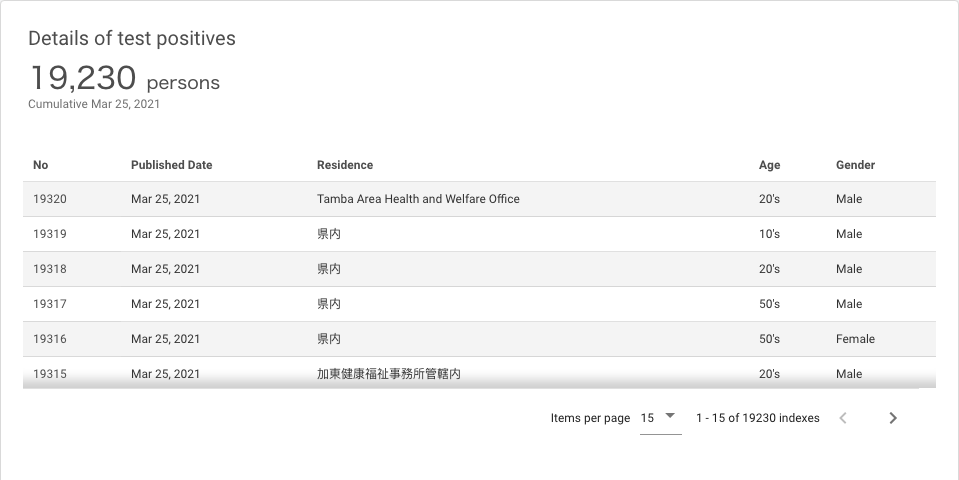 Details of test positives
19,230 persons
Cumulative Mar 25, 2021
No Published Date Residence Age Gender
19320 Mar 25, 2021 Tamba Area Health and Welfare Office 20's Male
19319 Mar 25, 2021 県内 10's Male
19318 Mar 25, 2021 県内 20's Male
19317 Mar 25, 2021 県内 50's Male
19316 Mar 25, 2021 県内 50's Female
19315 Mar 25, 2021 加東健康福祉事務所管轄内 20's Male
Items per page 15 1 - 15 of 19230 indexes